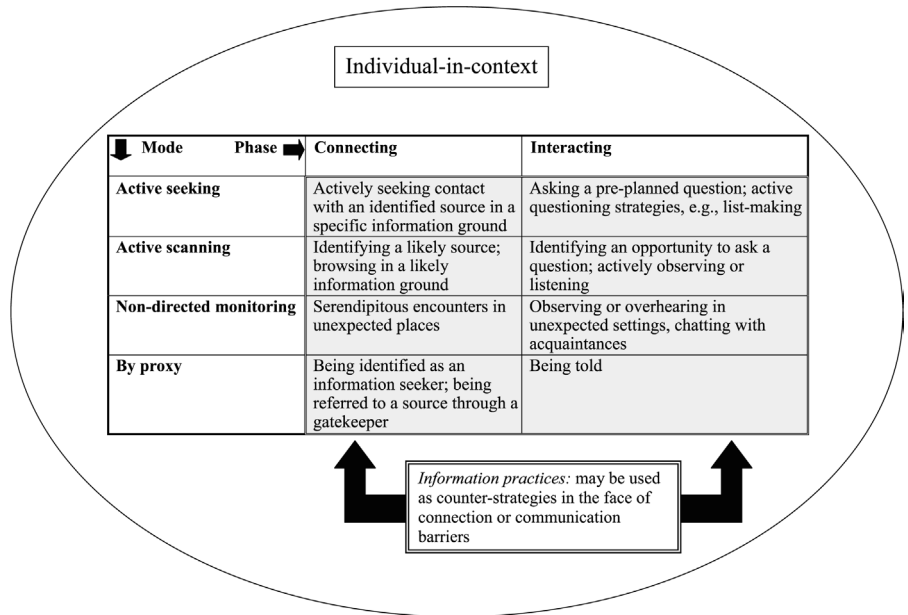 Individual-in-context
Mode Phase Connecting Interacting
Active seeking
Actively seeking contact
with an identified source in a
specific information ground
Asking a pre-planned question; active
questioning strategies, e.g., list-making
Active scanning
Identifying a likely source;
browsing in a likely
information ground
Identifying an opportunity to ask a
question; actively observing or
listening
Non-directed monitoring
Serendipitous encounters in
unexpected places
Observing or overhearing in
unexpected settings, chatting with
acquaintances
By proxy
Being identified as an
information seeker; being
referred to a source through a
gatekeeper
Being told
Information practices: may be used
as counter-strategies in the face of
connection or communication
barriers